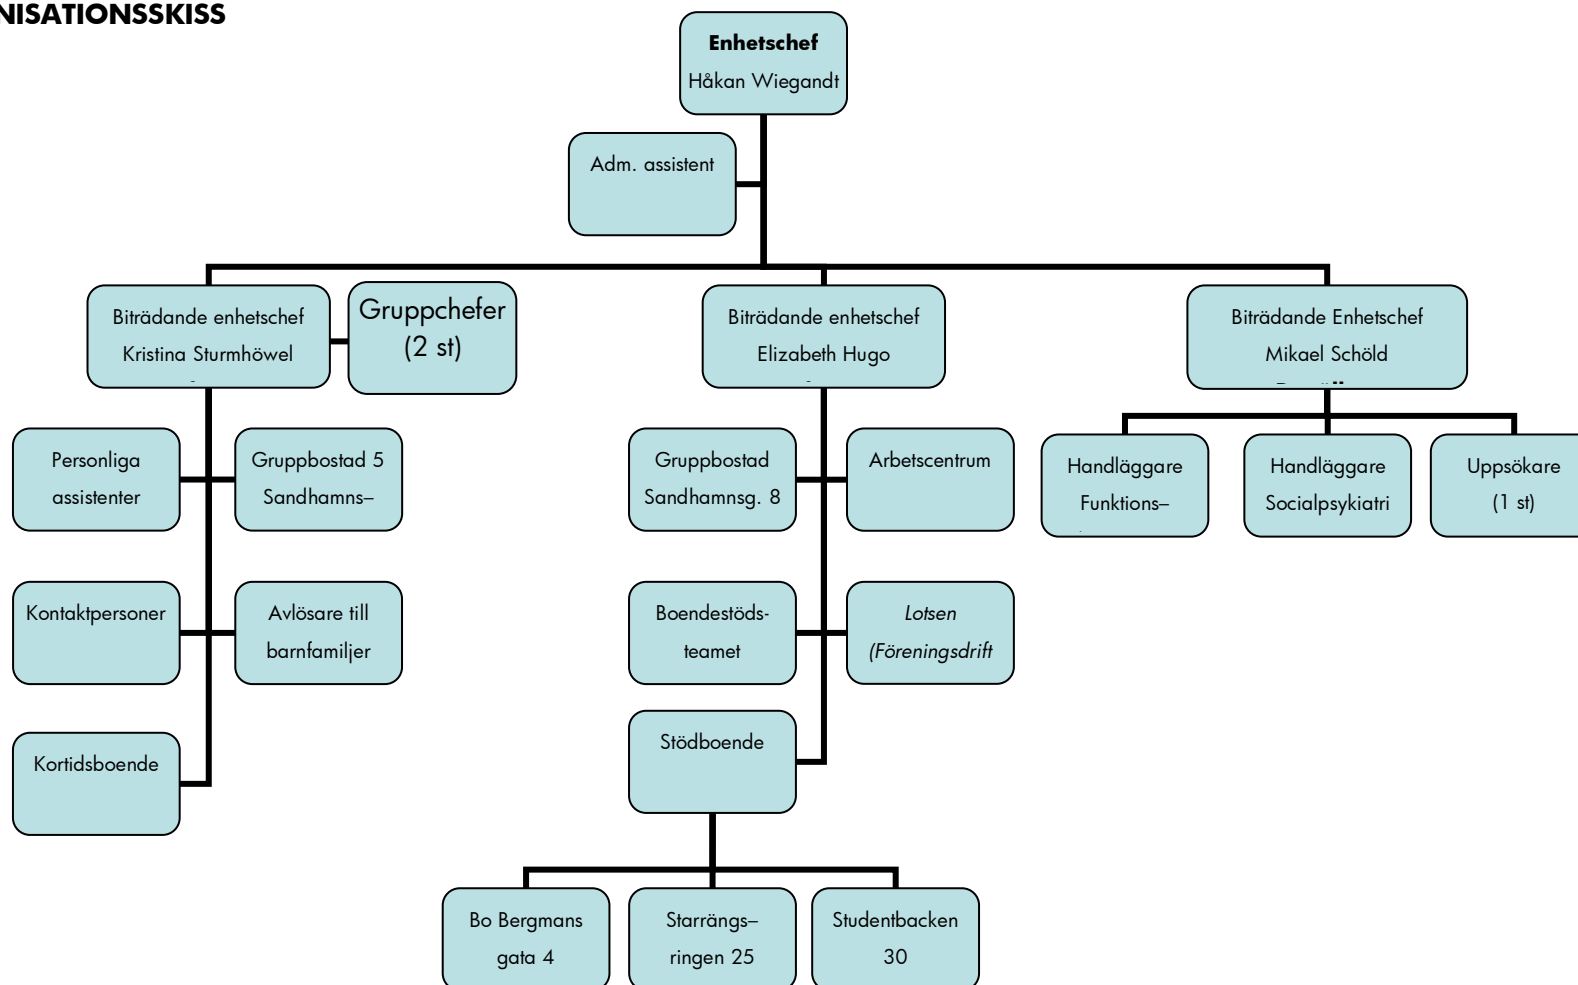 NISATIONSSKISS
Enhetschef
Håkan Wiegandt
Adm. assistent
Biträdande enhetschef
Kristina Sturmhöwel
Gruppchefer
(2 st)
Biträdande enhetschef
Elizabeth Hugo
Biträdande Enhetschef
Mikael Schöld
Personliga
assistenter
Gruppbostad 5
Sandhamns–
Gruppbostad
Sandhamnsg. 8
Arbetscentrum
Handläggare
Funktions–
Handläggare
Socialpsykiatri
Uppsökare
(1 st)
Kontaktpersoner
Avlösare till
barnfamiljer
Boendestöds-
teamet
Lotsen
(Föreningsdrift
Kortidsboende
Stödboende
Bo Bergmans
gata 4
Starrängs–
ringen 25
Studentbacken
30